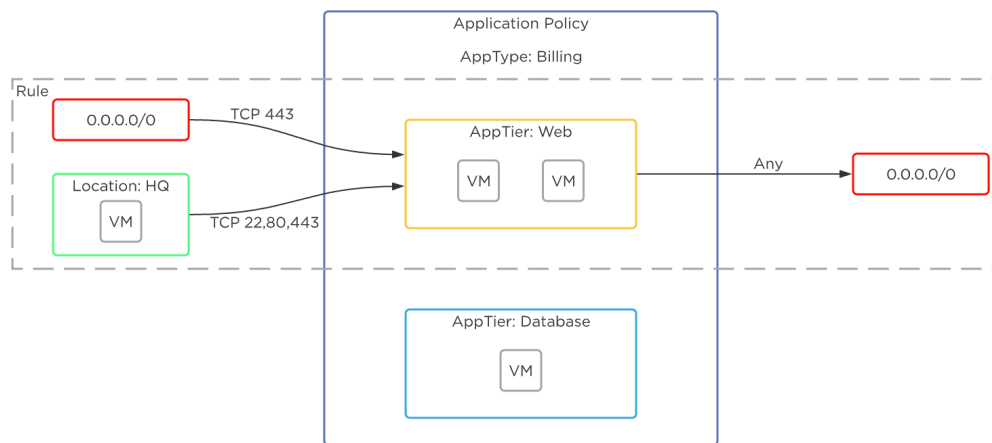 Application Policy
AppType: Billing
Rule
0.0.0.0/0
TCP 443
Location: HQ
VM
TCP 22,80,443
AppTier: Web
VM
VM
Any
0.0.0.0/0
AppTier: Database
VM